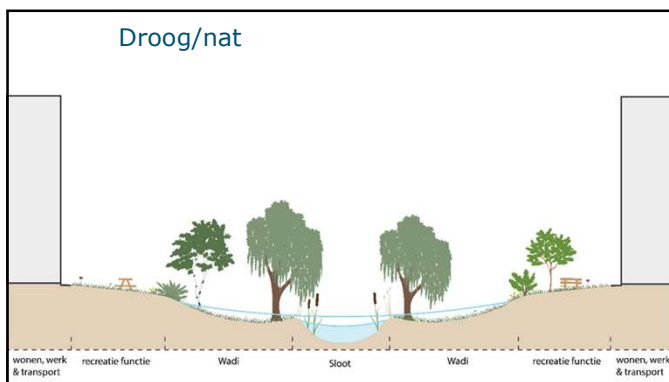 Droog/nat
wonen, werk
& transport
recreatie functie
Wadi
Sloot
Wadi
recreatie functie
wonen, werk
& transport